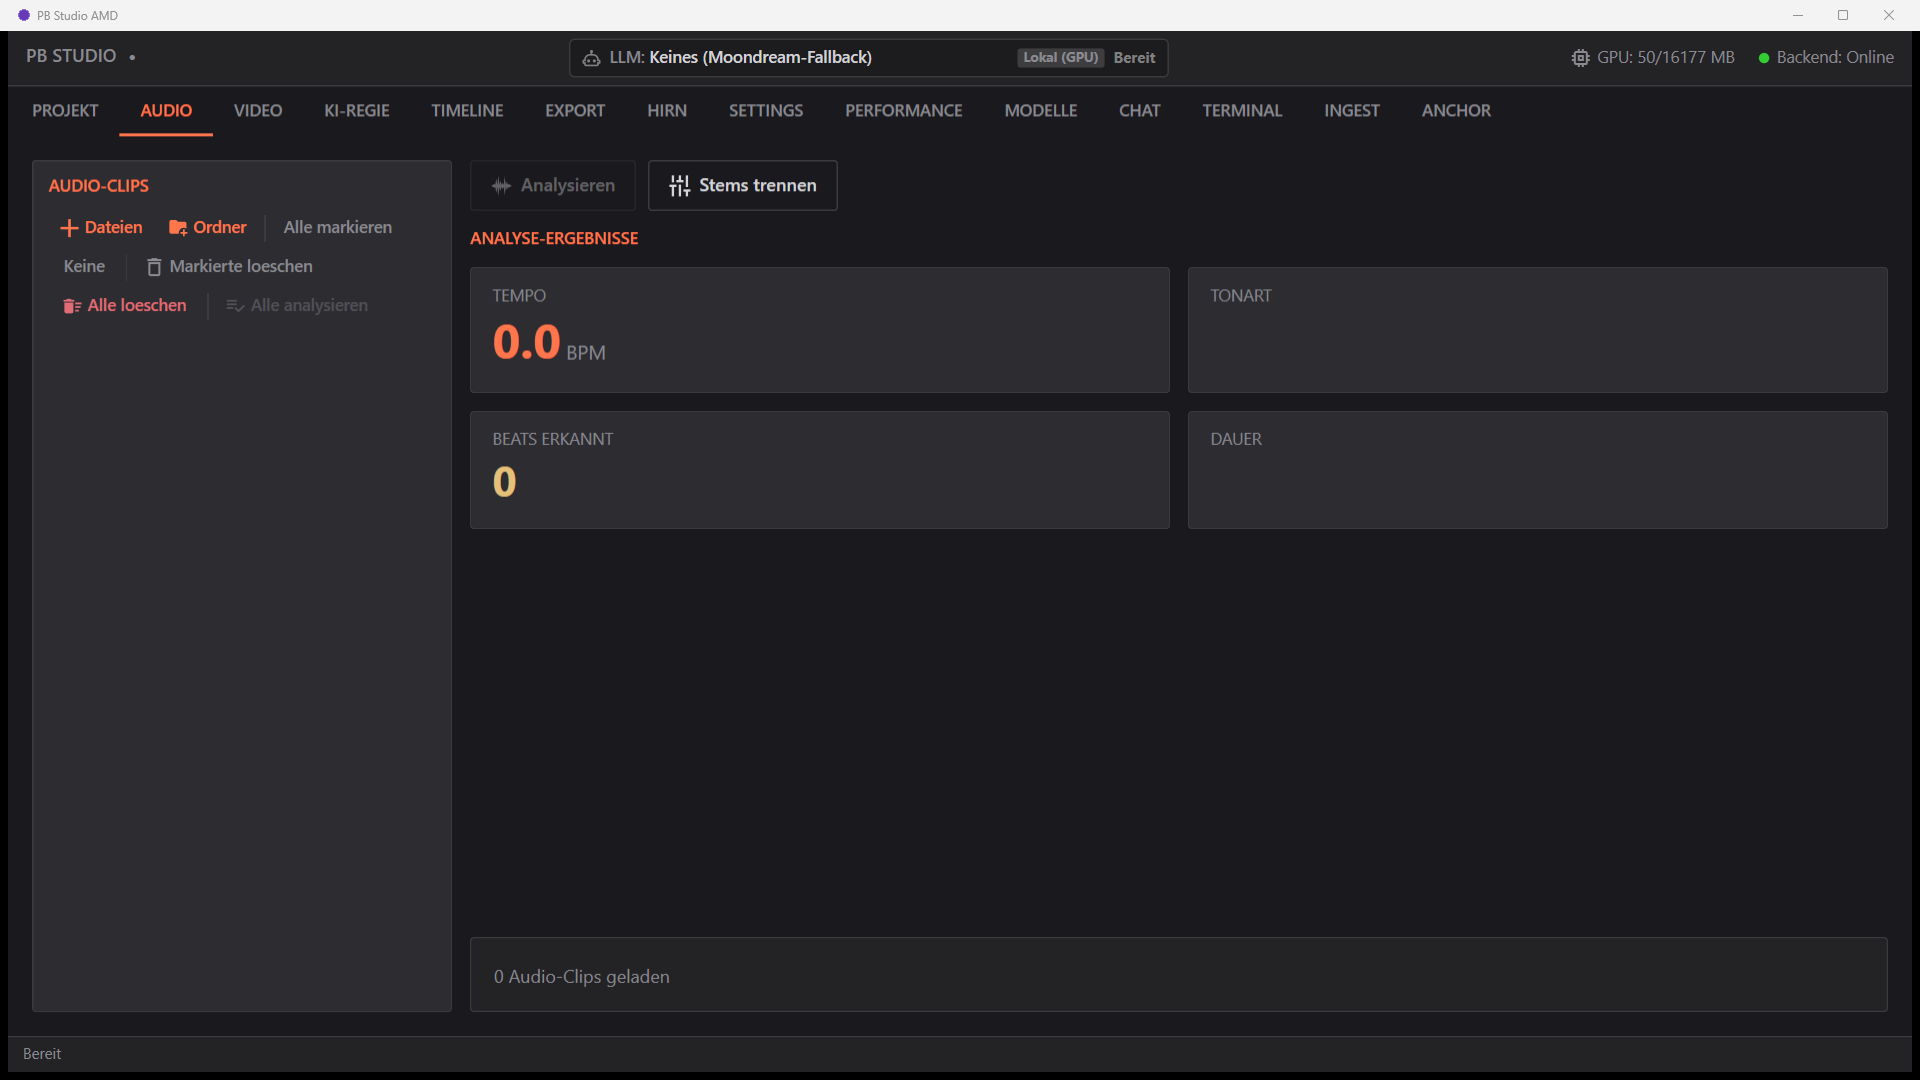 PB Studio AMD
PB STUDIO •
LLM: Keines (Moondream-Fallback) Lokal (GPU) Bereit
GPU: 50/16177 MB Backend: Online
PROJEKT AUDIO VIDEO KI-REGIE TIMELINE EXPORT HIRN SETTINGS PERFORMANCE MODELLE CHAT TERMINAL INGEST ANCHOR
AUDIO-CLIPS
Dateien Ordner Alle markieren
Keine Markierte loeschen
Alle loeschen Alle analysieren
Analysieren Stems trennen
ANALYSE-ERGEBNISSE
TEMPO
0.0 BPM
TONART
BEATS ERKANNT
0
DAUER
0 Audio-Clips geladen
Bereit